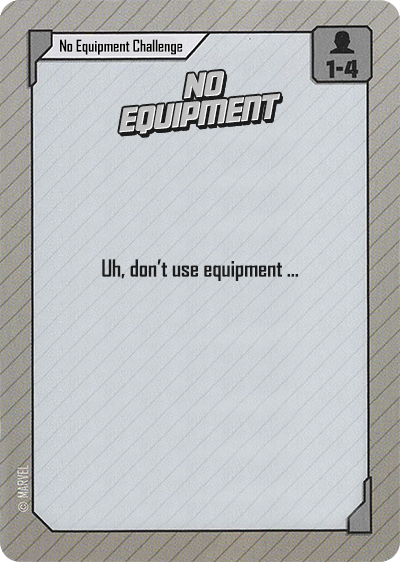 No Equipment Challenge
1-4
NO
EQUIPMENT
Uh, don't use equipment ...
© MARVEL